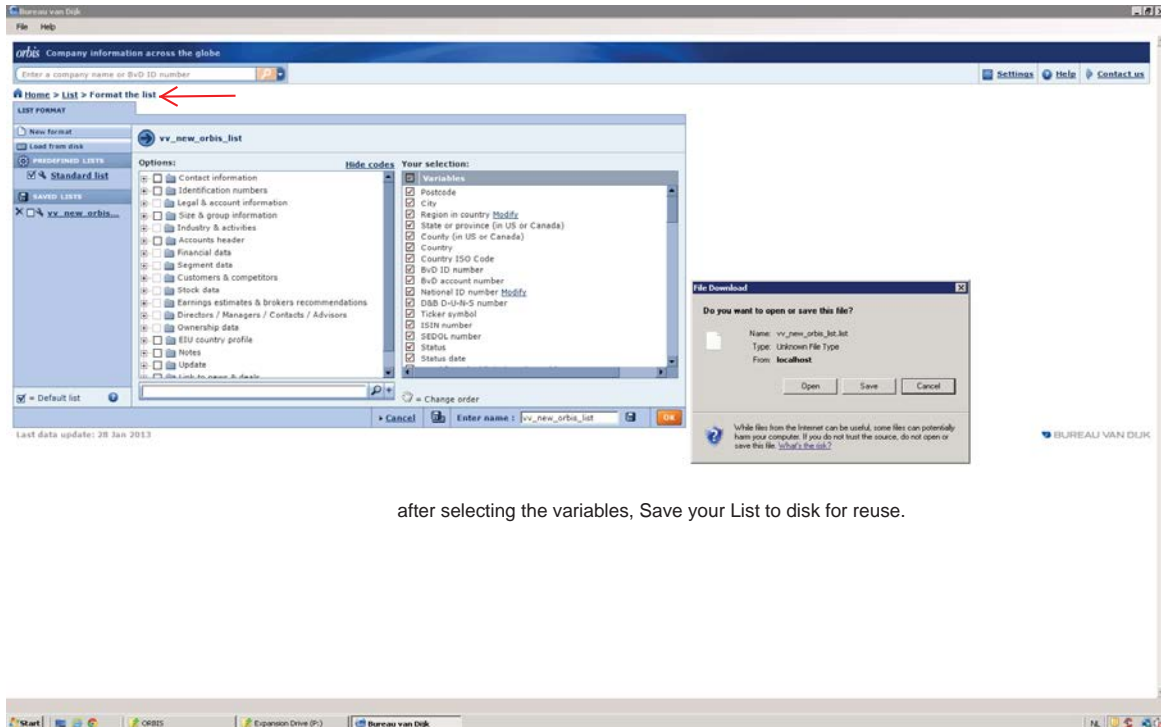 Bureau van Dijk
File Help
orbis Company information across the globe
Enter a company name or BvD ID number
Settings Help Contact us
Home > List > Format the list
LIST FORMAT
New format
Load from disk
PREDEFINED LISTS
Standard list
SAVED LISTS
vv_new_orbis...
= Default list
vv_new_orbis_list
Options: Hide codes
Contact information
Identification numbers
Legal & account information
Size & group information
Industry & activities
Accounts header
Financial data
Segment data
Customers & competitors
Stock data
Earnings estimates & brokers recommendations
Directors / Managers / Contacts / Advisors
Ownership data
EIU country profile
Notes
Update
Link to news & deals
Your selection:
Variables
Postcode
City
Region in country Modify
State or province (in US or Canada)
County (in US or Canada)
Country
Country ISO Code
BvD ID number
BvD account number
National ID number Modify
D&B D-U-N-S number
Ticker symbol
ISIN number
SEDOL number
Status
Status date
= Change order
Cancel Enter name : vv_new_orbis_list OK
Last data update: 28 Jan 2013
BUREAU VAN DIJK
File Download
Do you want to open or save this file?
Name: vv_new_orbis_list.lst
Type: Unknown File Type
From: localhost
Open Save Cancel
While files from the Internet can be useful, some files can potentially
harm your computer. If you do not trust the source, do not open or
save this file. What's the risk?
after selecting the variables, Save your List to disk for reuse.
Start ORBIS Expansion Drive (P:) Bureau van Dijk NL